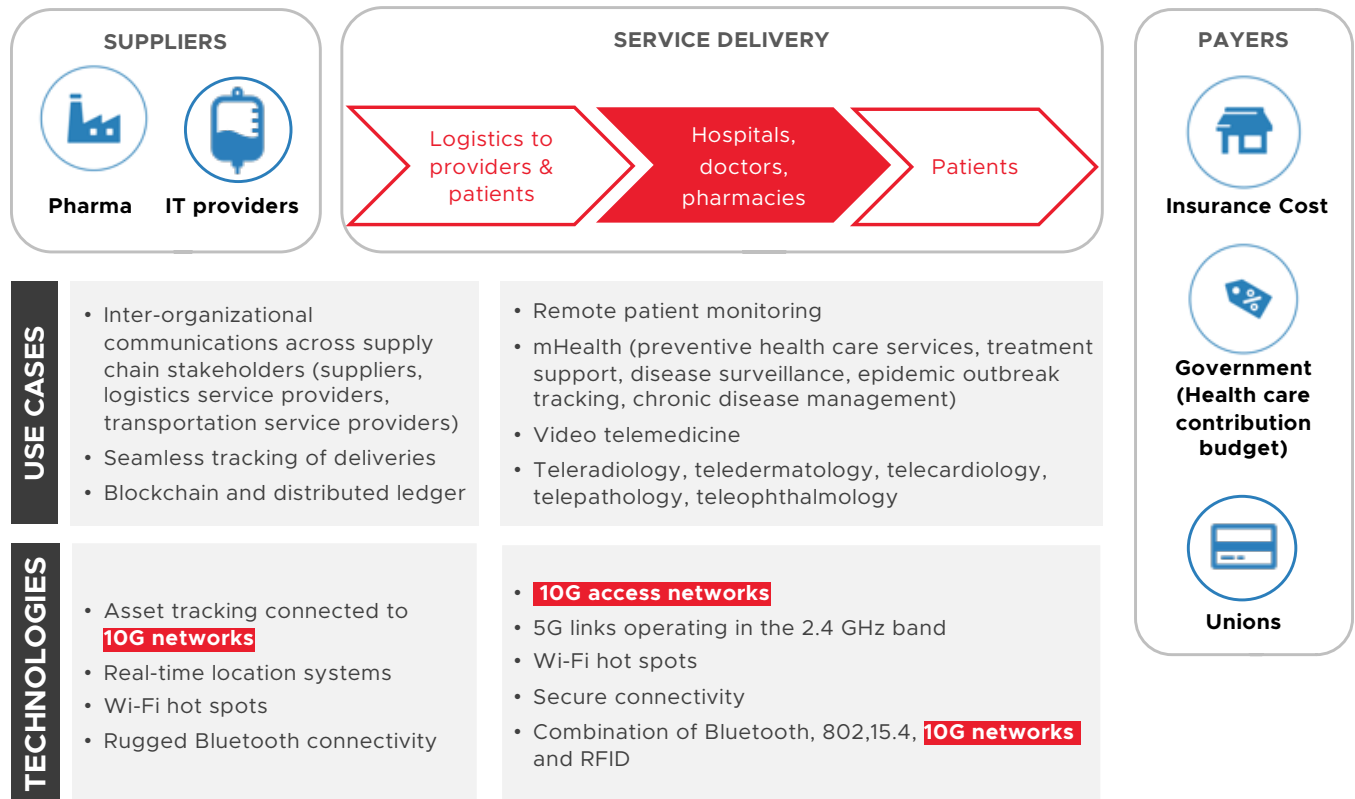 SUPPLIERS
Pharma
IT providers
SERVICE DELIVERY
Logistics to
providers &
patients
Hospitals,
doctors,
pharmacies
Patients
PAYERS
Insurance Cost
Government
(Health care
contribution
budget)
Unions
USE CASES
• Inter-organizational
communications across supply
chain stakeholders (suppliers,
logistics service providers,
transportation service providers)
• Seamless tracking of deliveries
• Blockchain and distributed ledger
• Remote patient monitoring
• mHealth (preventive health care services, treatment
support, disease surveillance, epidemic outbreak
tracking, chronic disease management)
• Video telemedicine
• Teleradiology, teledermatology, telecardiology,
telepathology, teleophthalmology
TECHNOLOGIES
• Asset tracking connected to
10G networks
• Real-time location systems
• Wi-Fi hot spots
• Rugged Bluetooth connectivity
• 10G access networks
• 5G links operating in the 2.4 GHz band
• Wi-Fi hot spots
• Secure connectivity
• Combination of Bluetooth, 802,15.4, 10G networks
and RFID